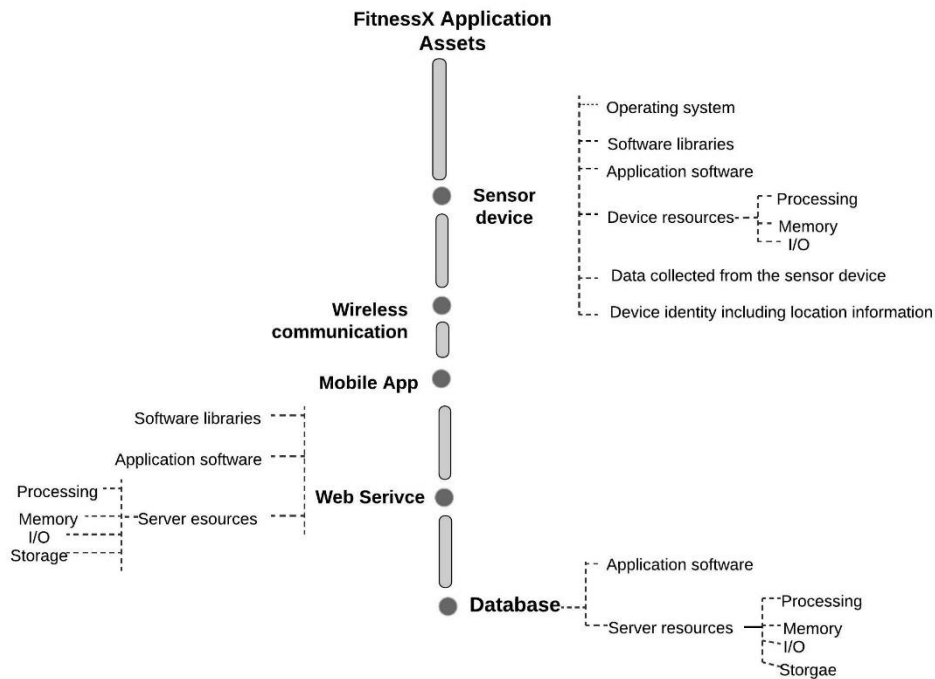 FitnessX Application
Assets
Operating system
Software libraries
Application software
Sensor
device
Device resources
Processing
Memory
I/O
Data collected from the sensor device
Device identity including location information
Wireless
communication
Mobile App
Software libraries
Application software
Web Serivce
Server esources
Processing
Memory
I/O
Storage
Database
Application software
Server resources
Processing
Memory
I/O
Storgae